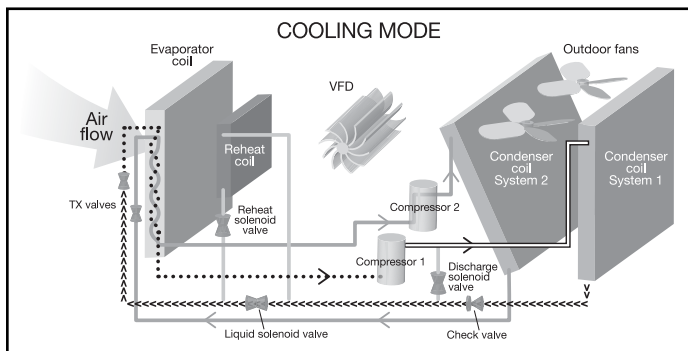 COOLING MODE
Evaporator
coil
Outdoor fans
VFD
Air
flow
Reheat
coil
Condenser
coil
System 2
Condenser
coil
System 1
TX valves
Reheat
solenoid
valve
Compressor 2
Compressor 1
Discharge
solenoid
valve
Liquid solenoid valve
Check valve